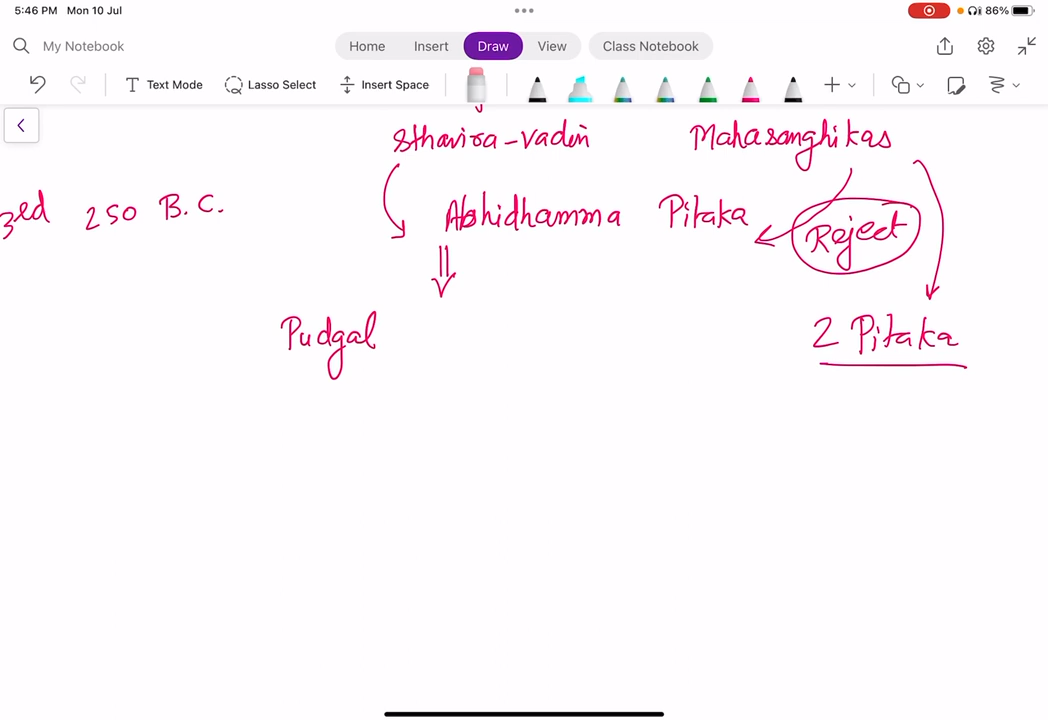 5:46 PM Mon 10 Jul
86%
My Notebook
Home Insert Draw View Class Notebook
Text Mode Lasso Select Insert Space
Sthavira-vadin Mahasanghikas
3ed 250 B.C.
Abhidhamma Pitaka Reject
Pudgal
2 Pitaka